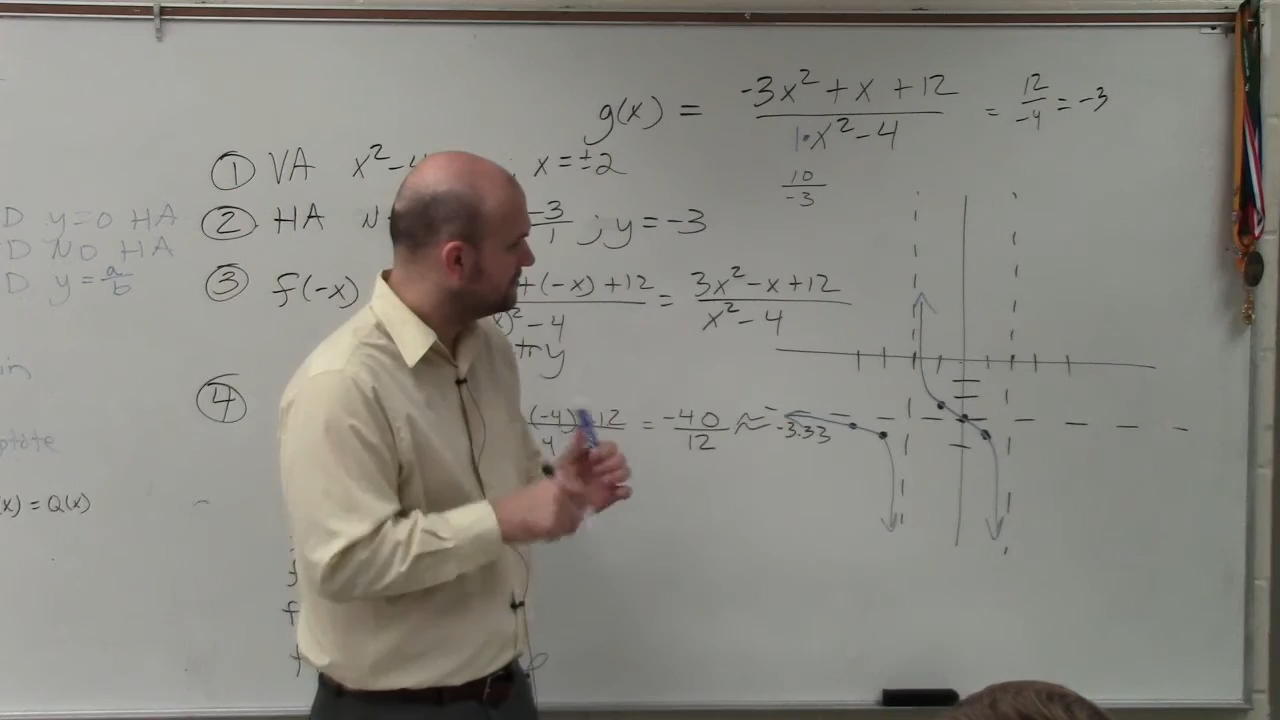 g(x) = -3x² + x + 12 / 1·x² - 4 = 12/-4 = -3
10/-3
① VA x² - 4 x = ±2
② HA -3/1 ; y = -3
D y = 0 HA
D NO HA
D y = a/b
③ f(-x) + (-x) + 12 / x)² - 4 = 3x² - x + 12 / x² - 4
try
in
④ (-4) + 12 / 4 = -40/12 ≈ -3.33
ptote
(x) = Q(x)
f
f